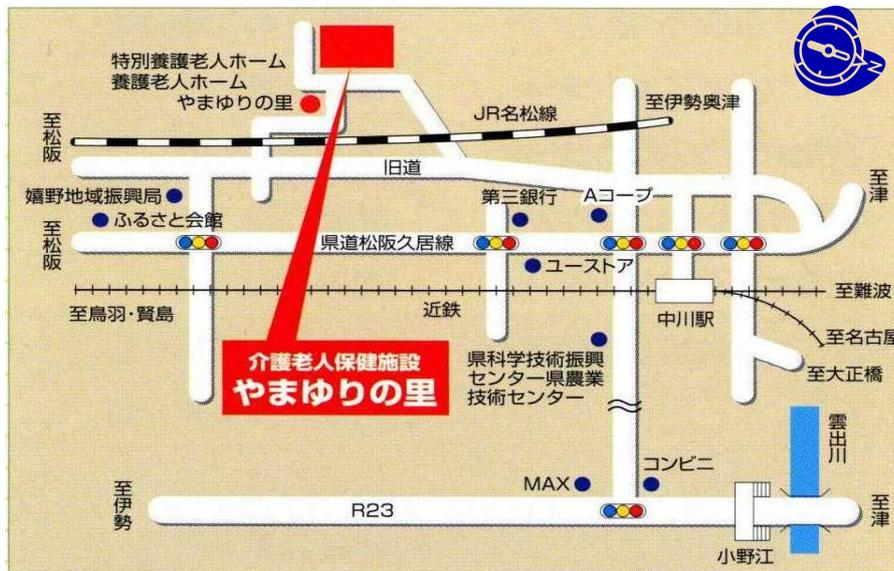 特別養護老人ホーム
養護老人ホーム
やまゆりの里
N
至松阪
JR名松線
至伊勢奥津
旧道
嬉野地域振興局
ふるさと会館
第三銀行
Aコープ
至津
至松阪
県道松阪久居線
ユーストア
至鳥羽・賢島
近鉄
中川駅
至難波
至名古屋
介護老人保健施設
やまゆりの里
県科学技術振興
センター県農業
技術センター
至大正橋
雲出川
至伊勢
MAX
コンビニ
R23
至津
小野江